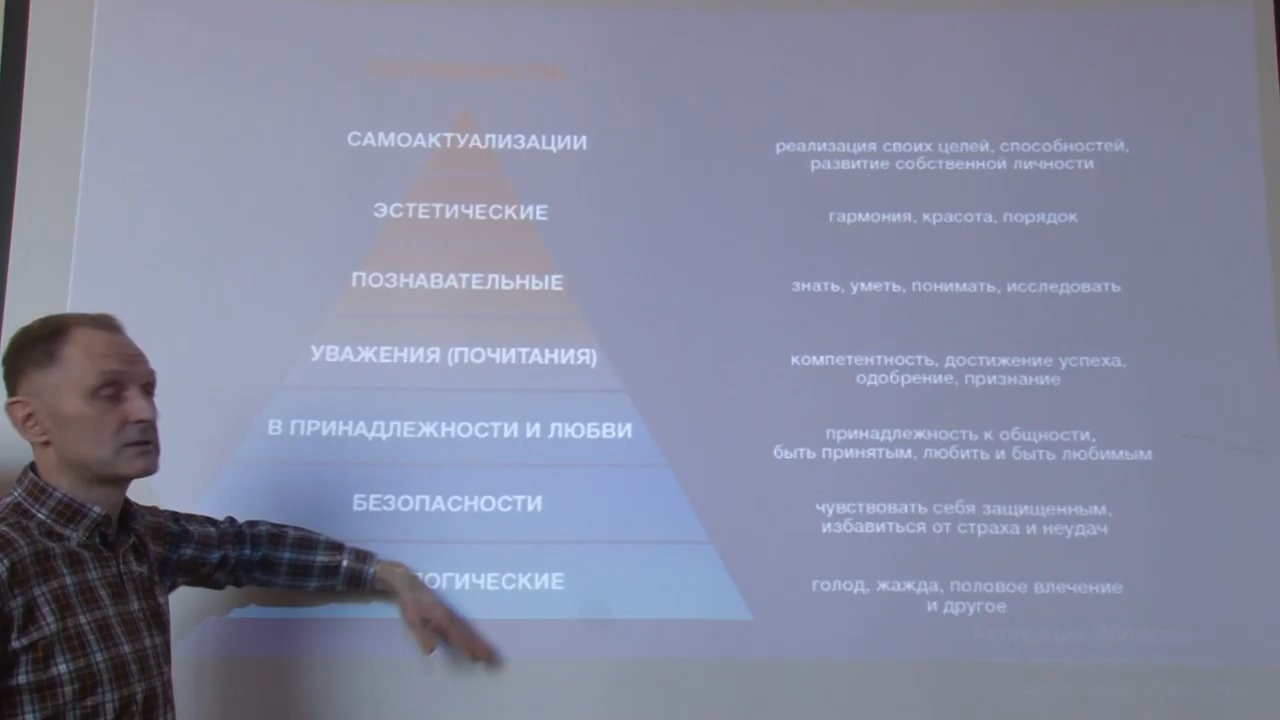 САМОАКТУАЛИЗАЦИИ
реализация своих целей, способностей,
развитие собственной личности
ЭСТЕТИЧЕСКИЕ
гармония, красота, порядок
ПОЗНАВАТЕЛЬНЫЕ
знать, уметь, понимать, исследовать
УВАЖЕНИЯ (ПОЧИТАНИЯ)
компетентность, достижение успеха,
одобрение, признание
В ПРИНАДЛЕЖНОСТИ И ЛЮБВИ
принадлежность к общности,
быть принятым, любить и быть любимым
БЕЗОПАСНОСТИ
чувствовать себя защищенным,
избавиться от страха и неудач
ЛОГИЧЕСКИЕ
голод, жажда, половое влечение
и другое